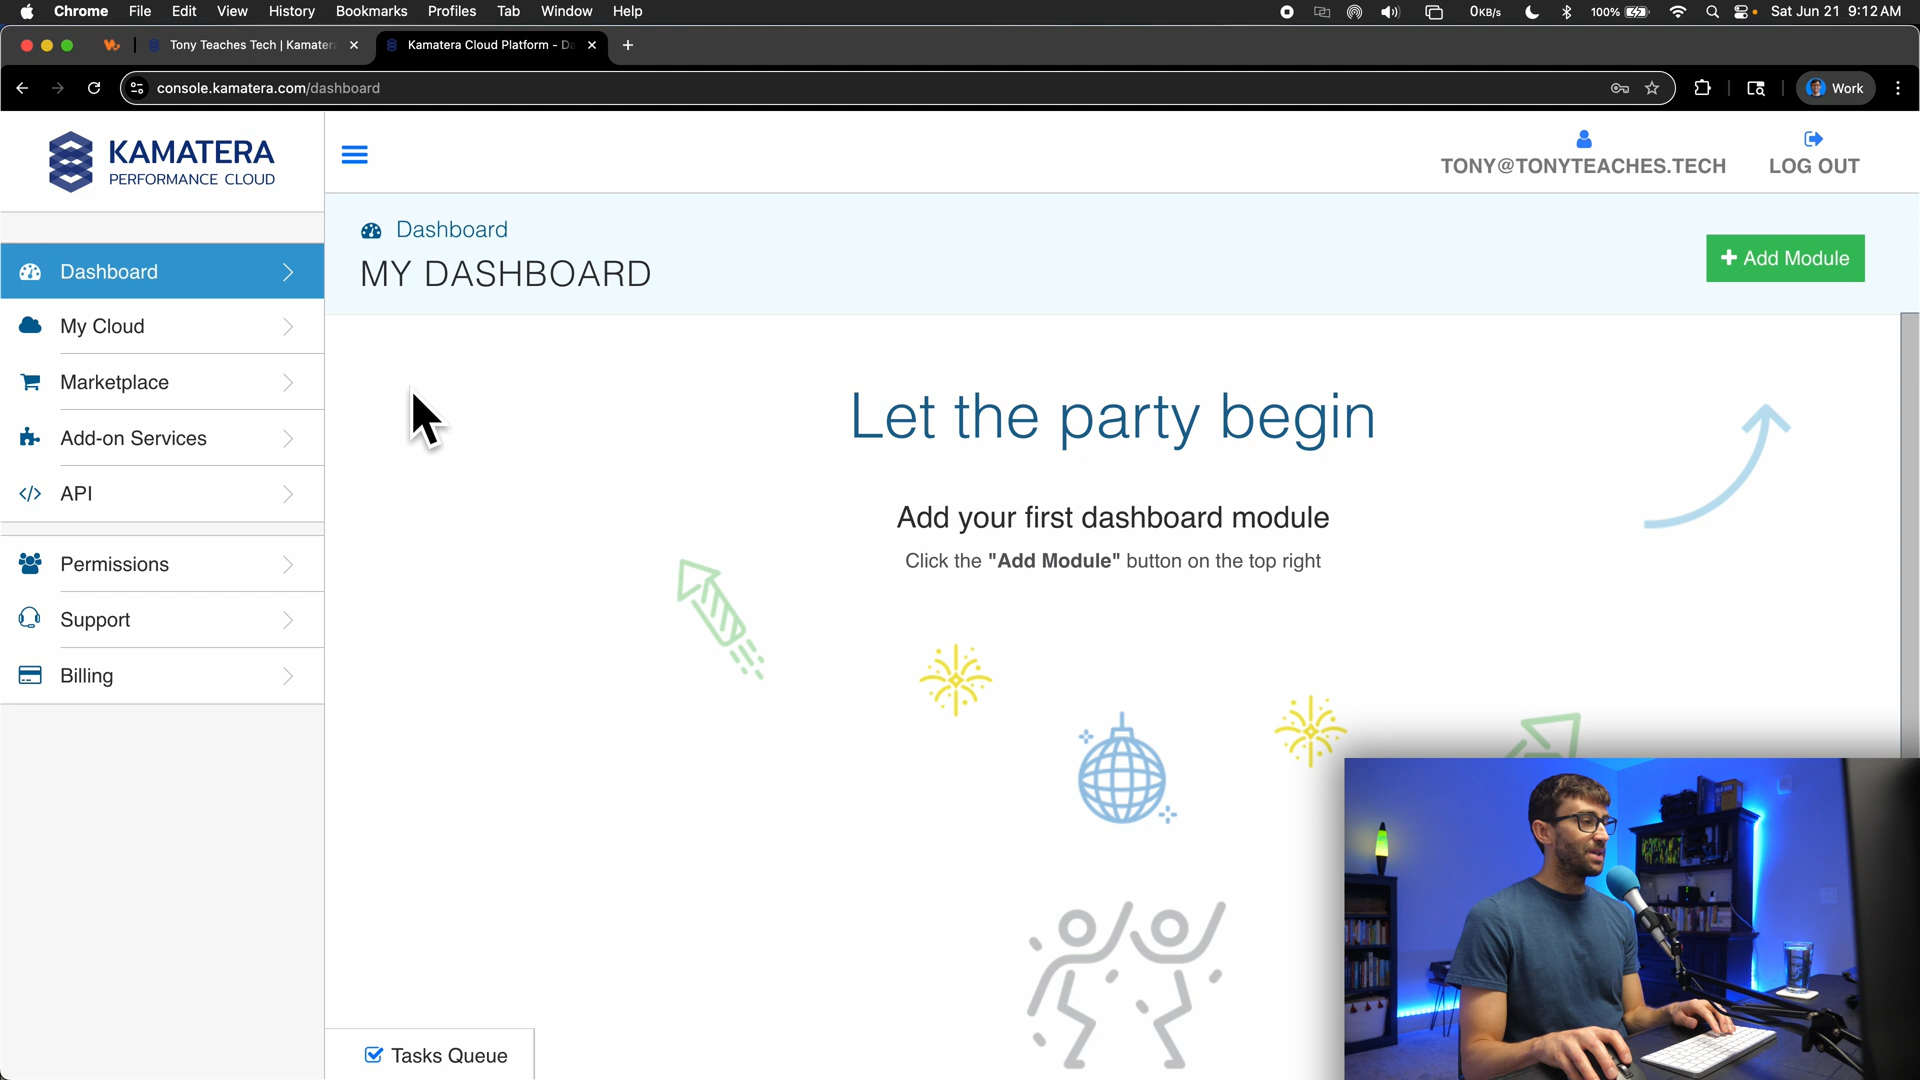 Chrome File Edit View History Bookmarks Profiles Tab Window Help 0KB/s 100% Sat Jun 21 9:12 AM
Tony Teaches Tech | Kamater Kamatera Cloud Platform - Da
console.kamatera.com/dashboard Work
KAMATERA
PERFORMANCE CLOUD
TONY@TONYTEACHES.TECH LOG OUT
Dashboard
MY DASHBOARD
Add Module
Dashboard
My Cloud
Marketplace
Add-on Services
API
Permissions
Support
Billing
Let the party begin
Add your first dashboard module
Click the "Add Module" button on the top right
Tasks Queue